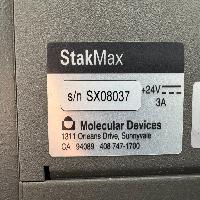 StakMax
s/n SX08037
+24V
3A
Molecular Devices
1311 Orleans Drive, Sunnyvale
CA 94089 408-747-1700